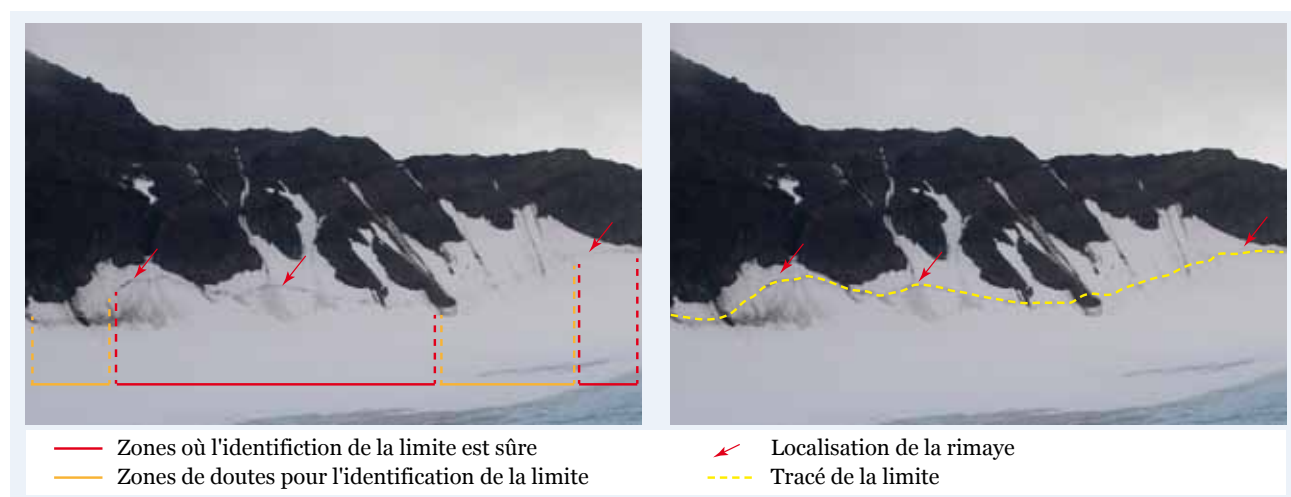 Zones où l'identifiction de la limite est sûre
Zones de doutes pour l'identification de la limite
Localisation de la rimaye
Tracé de la limite